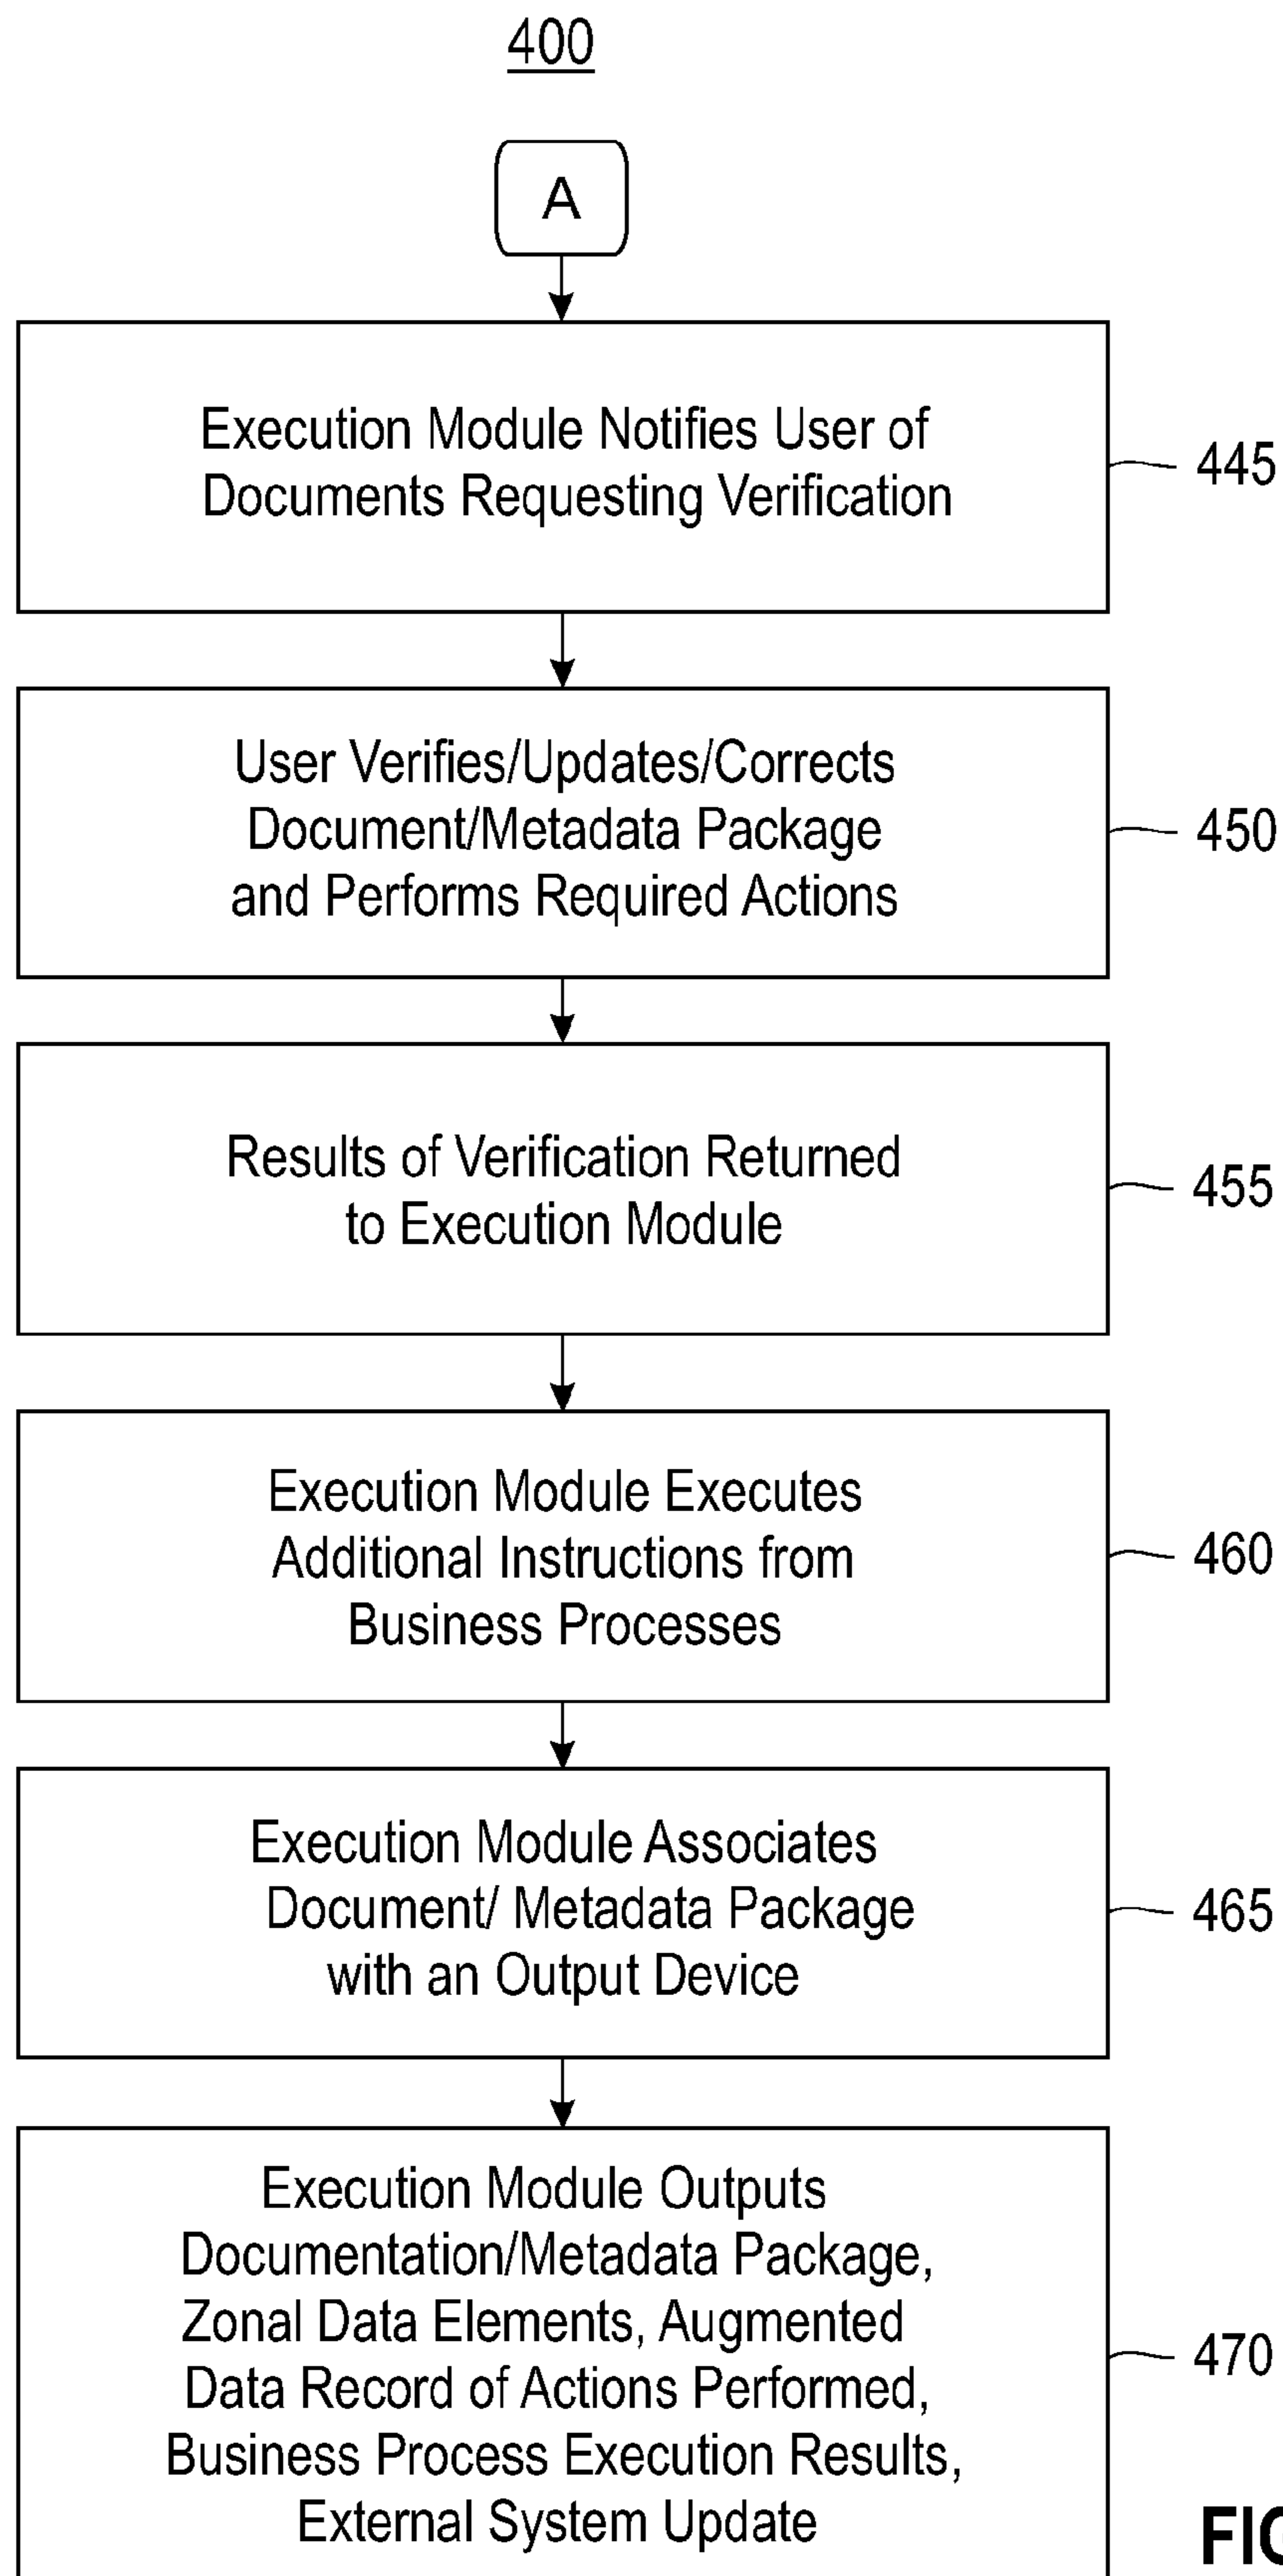 400
A
Execution Module Notifies User of
Documents Requesting Verification
445
User Verifies/Updates/Corrects
Document/Metadata Package
and Performs Required Actions
450
Results of Verification Returned
to Execution Module
455
Execution Module Executes
Additional Instructions from
Business Processes
460
Execution Module Associates
Document/ Metadata Package
with an Output Device
465
Execution Module Outputs
Documentation/Metadata Package,
Zonal Data Elements, Augmented
Data Record of Actions Performed,
Business Process Execution Results,
External System Update
470